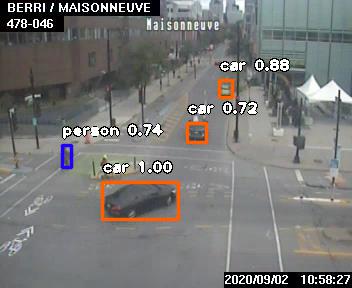 BERRI / MAISONNEUVE
478-046
Maisonneuve
car 0.88
car 0.72
person 0.74
car 1.00
2020/09/02 10:58:27